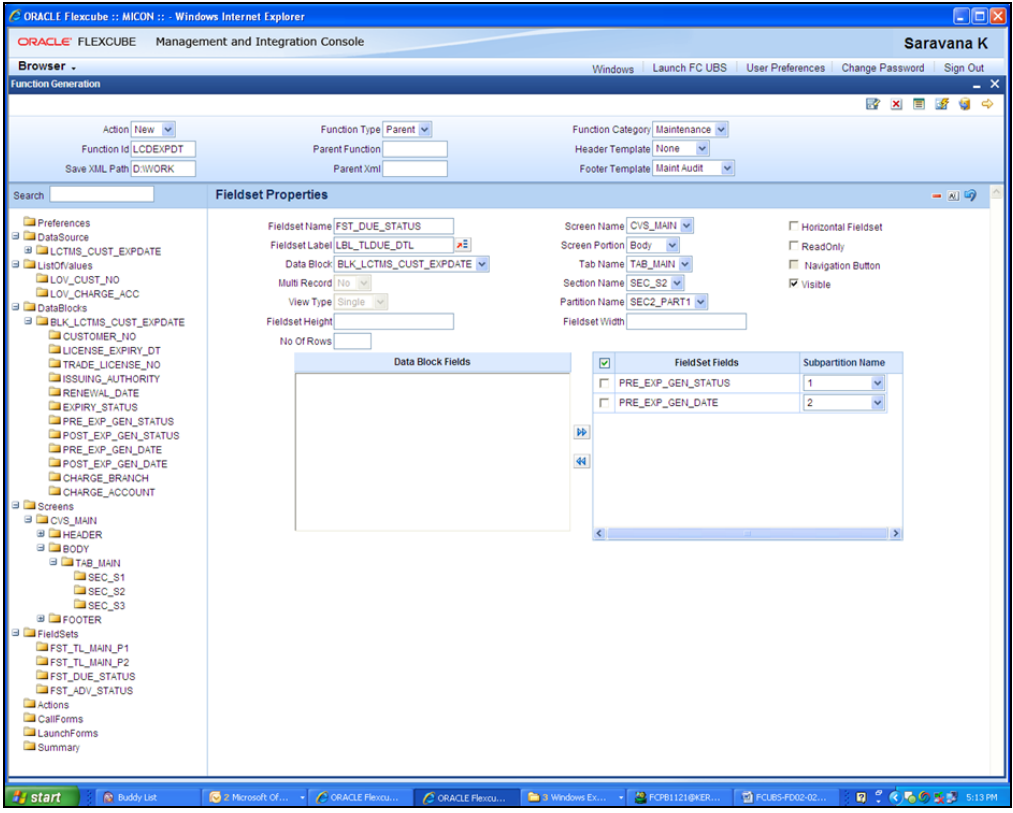 ORACLE Flexcube :: MICON :: - Windows Internet Explorer
ORACLE FLEXCUBE Management and Integration Console Saravana K
Browser Windows Launch FC UBS User Preferences Change Password Sign Out
Function Generation
Action New Function Type Parent Function Category Maintenance
Function Id LCDEXPDT Parent Function Header Template None
Save XML Path D:\WORK Parent Xml Footer Template Maint Audit
Search Fieldset Properties
Preferences
DataSource
LCTMS_CUST_EXPDATE
ListOfValues
LOV_CUST_NO
LOV_CHARGE_ACC
DataBlocks
BLK_LCTMS_CUST_EXPDATE
CUSTOMER_NO
LICENSE_EXPIRY_DT
TRADE_LICENSE_NO
ISSUING_AUTHORITY
RENEWAL_DATE
EXPIRY_STATUS
PRE_EXP_GEN_STATUS
POST_EXP_GEN_STATUS
PRE_EXP_GEN_DATE
POST_EXP_GEN_DATE
CHARGE_BRANCH
CHARGE_ACCOUNT
Screens
CVS_MAIN
HEADER
BODY
TAB_MAIN
SEC_S1
SEC_S2
SEC_S3
FOOTER
FieldSets
FST_TL_MAIN_P1
FST_TL_MAIN_P2
FST_DUE_STATUS
FST_ADV_STATUS
Actions
CallForms
LaunchForms
Summary
Fieldset Name FST_DUE_STATUS Screen Name CVS_MAIN Horizontal Fieldset
Fieldset Label LBL_TLDUE_DTL Screen Portion Body ReadOnly
Data Block BLK_LCTMS_CUST_EXPDATE Tab Name TAB_MAIN Navigation Button
Multi Record No Section Name SEC_S2 Visible
View Type Single Partition Name SEC2_PART1
Fieldset Height Fieldset Width
No Of Rows
Data Block Fields FieldSet Fields Subpartition Name
PRE_EXP_GEN_STATUS 1
PRE_EXP_GEN_DATE 2
start Buddy List 2 Microsoft Of... ORACLE Flexcu... ORACLE Flexcu... 3 Windows Ex... FCPB1121@KER... FCUBS-FD02-02... 5:13 PM